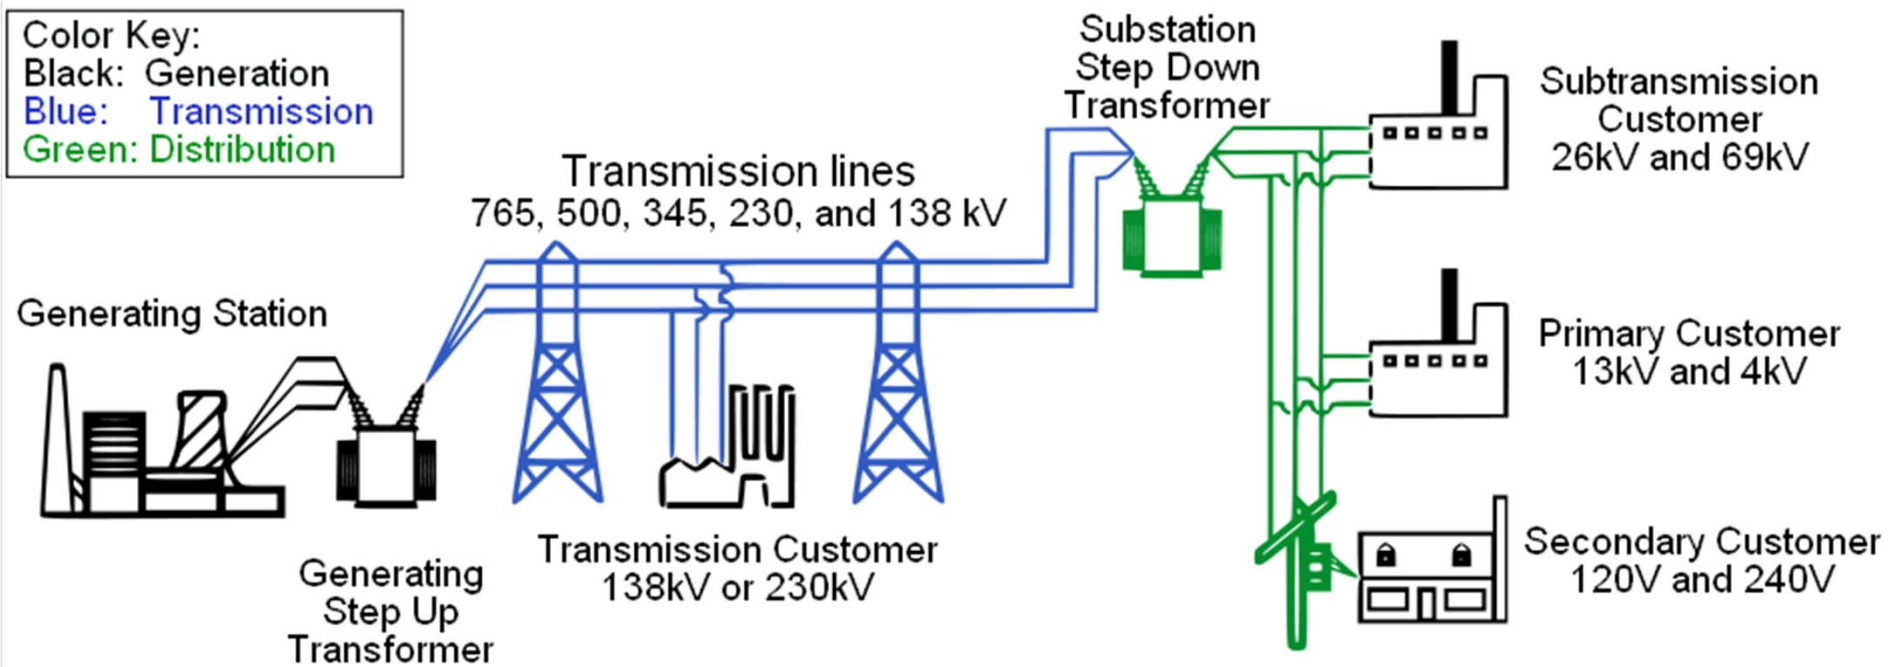 Color Key:
Black: Generation
Blue: Transmission
Green: Distribution
Substation
Step Down
Transformer
Subtransmission
Customer
26kV and 69kV
Transmission lines
765, 500, 345, 230, and 138 kV
Generating Station
Primary Customer
13kV and 4kV
Transmission Customer
138kV or 230kV
Generating
Step Up
Transformer
Secondary Customer
120V and 240V